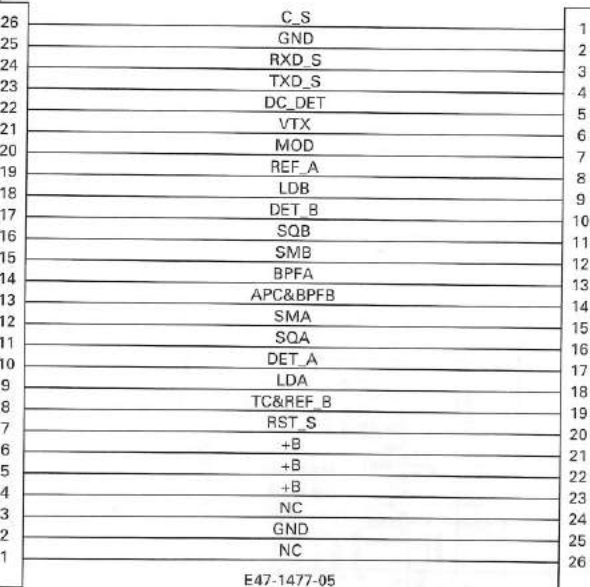 26 C_S 1
25 GND 2
24 RXD_S 3
23 TXD_S 4
22 DC_DET 5
21 VTX 6
20 MOD 7
19 REF_A 8
18 LDB 9
17 DET_B 10
16 SQB 11
15 SMB 12
14 BPFA 13
13 APC&BPFB 14
12 SMA 15
11 SQA 16
10 DET_A 17
9 LDA 18
8 TC&REF_B 19
7 RST_S 20
6 +B 21
5 +B 22
4 +B 23
3 NC 24
2 GND 25
1 NC 26
E47-1477-05